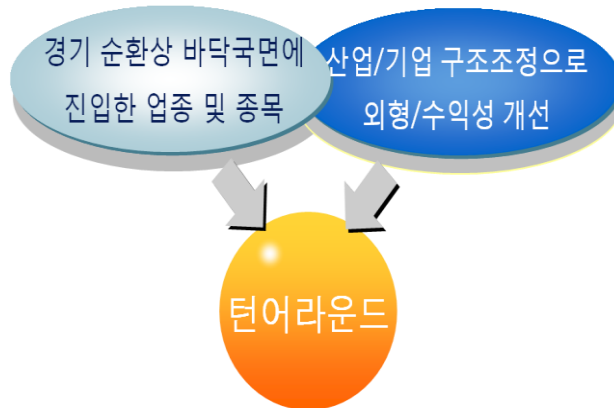 경기 순환상 바닥국면에
진입한 업종 및 종목
산업/기업 구조조정으로
외형/수익성 개선
턴어라운드